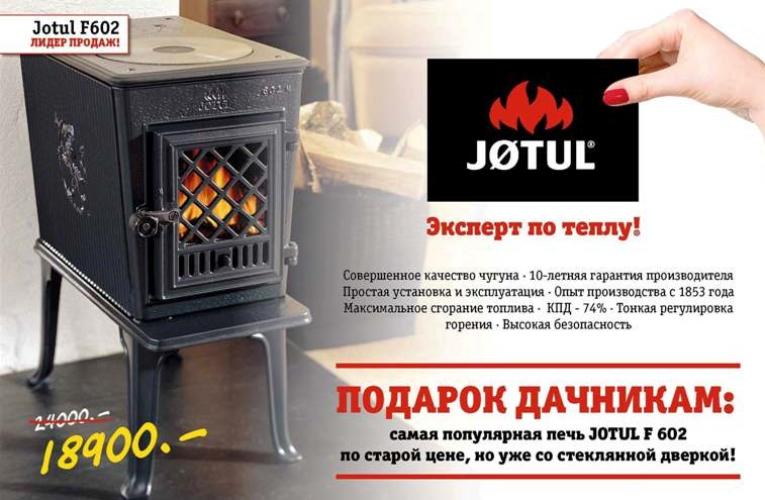 Jotul F602
ЛИДЕР ПРОДАЖ!
JØTUL
602 N
JØTUL®
Эксперт по теплу!
Совершенное качество чугуна · 10-летняя гарантия производителя
Простая установка и эксплуатация · Опыт производства с 1853 года
Максимальное сгорание топлива · КПД - 74% · Тонкая регулировка
горения · Высокая безопасность
ПОДАРОК ДАЧНИКАМ:
самая популярная печь JOTUL F 602
по старой цене, но уже со стеклянной дверкой!
24000.-
18900.-